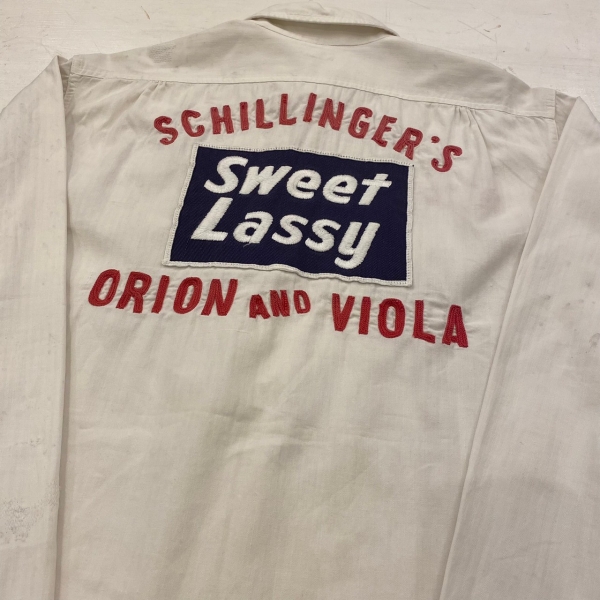 SCHILLINGER'S
Sweet
Lassy
ORION AND VIOLA